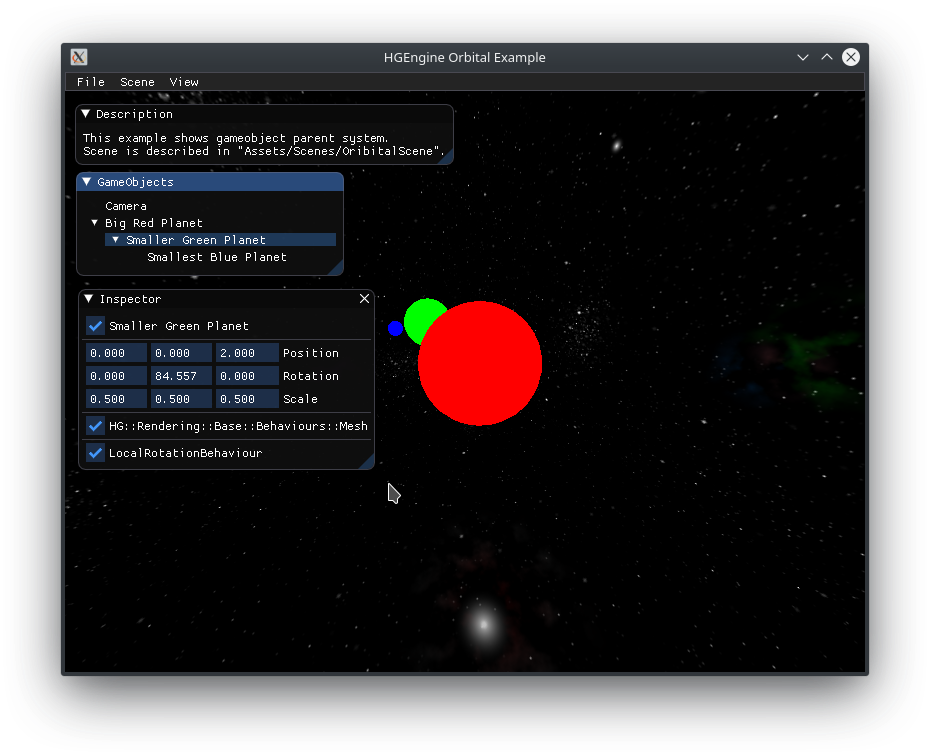 HGEngine Orbital Example
File Scene View
Description
This example shows gameobject parent system.
Scene is described in "Assets/Scenes/OribitalScene".
GameObjects
Camera
Big Red Planet
Smaller Green Planet
Smallest Blue Planet
Inspector
Smaller Green Planet
0.000 0.000 2.000 Position
0.000 84.557 0.000 Rotation
0.500 0.500 0.500 Scale
HG::Rendering::Base::Behaviours::Mesh
LocalRotationBehaviour